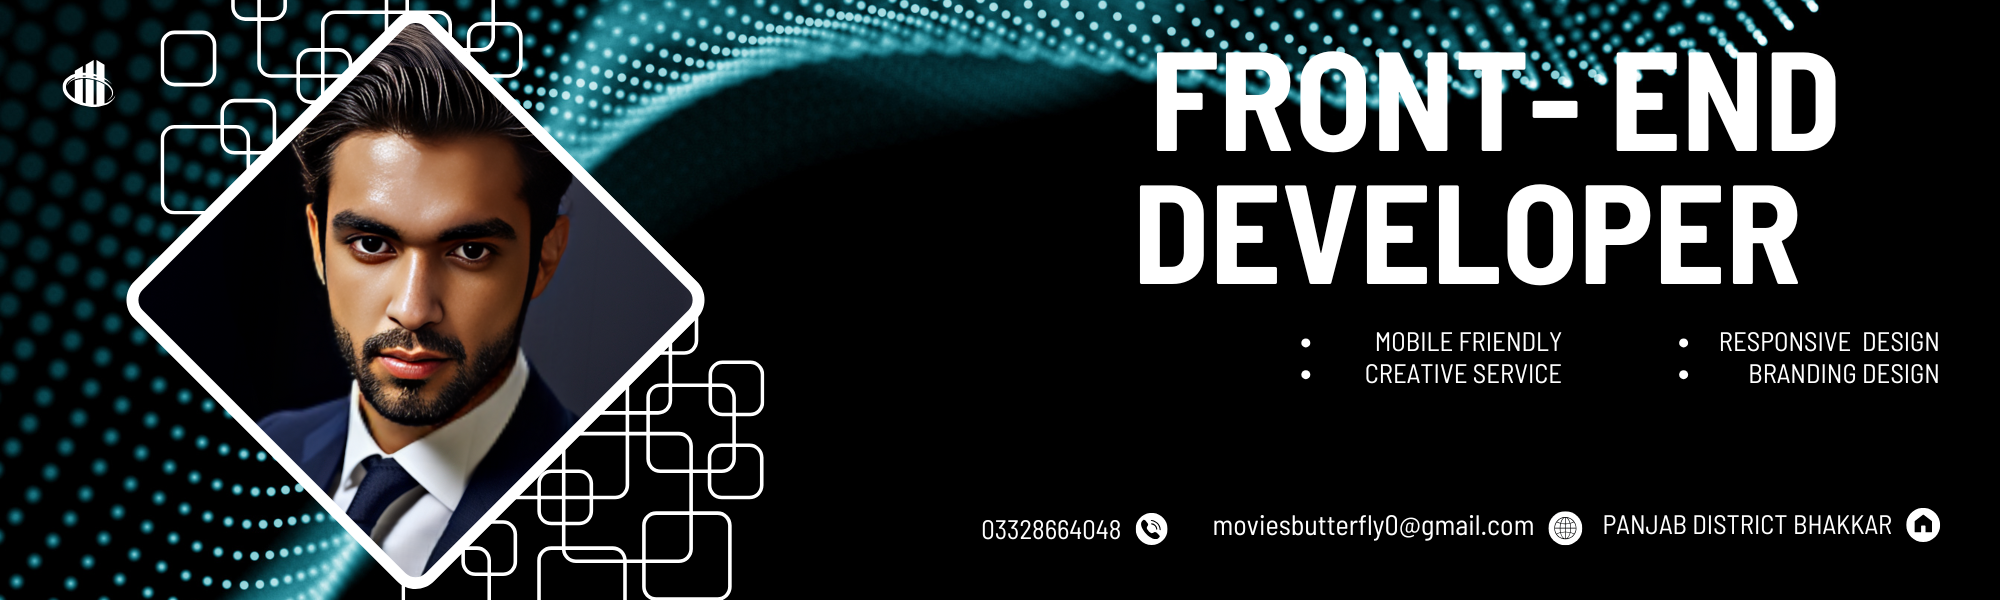 FRONT- END
DEVELOPER
• MOBILE FRIENDLY
• CREATIVE SERVICE
• RESPONSIVE DESIGN
• BRANDING DESIGN
03328664048
moviesbutterfly0@gmail.com
PANJAB DISTRICT BHAKKAR